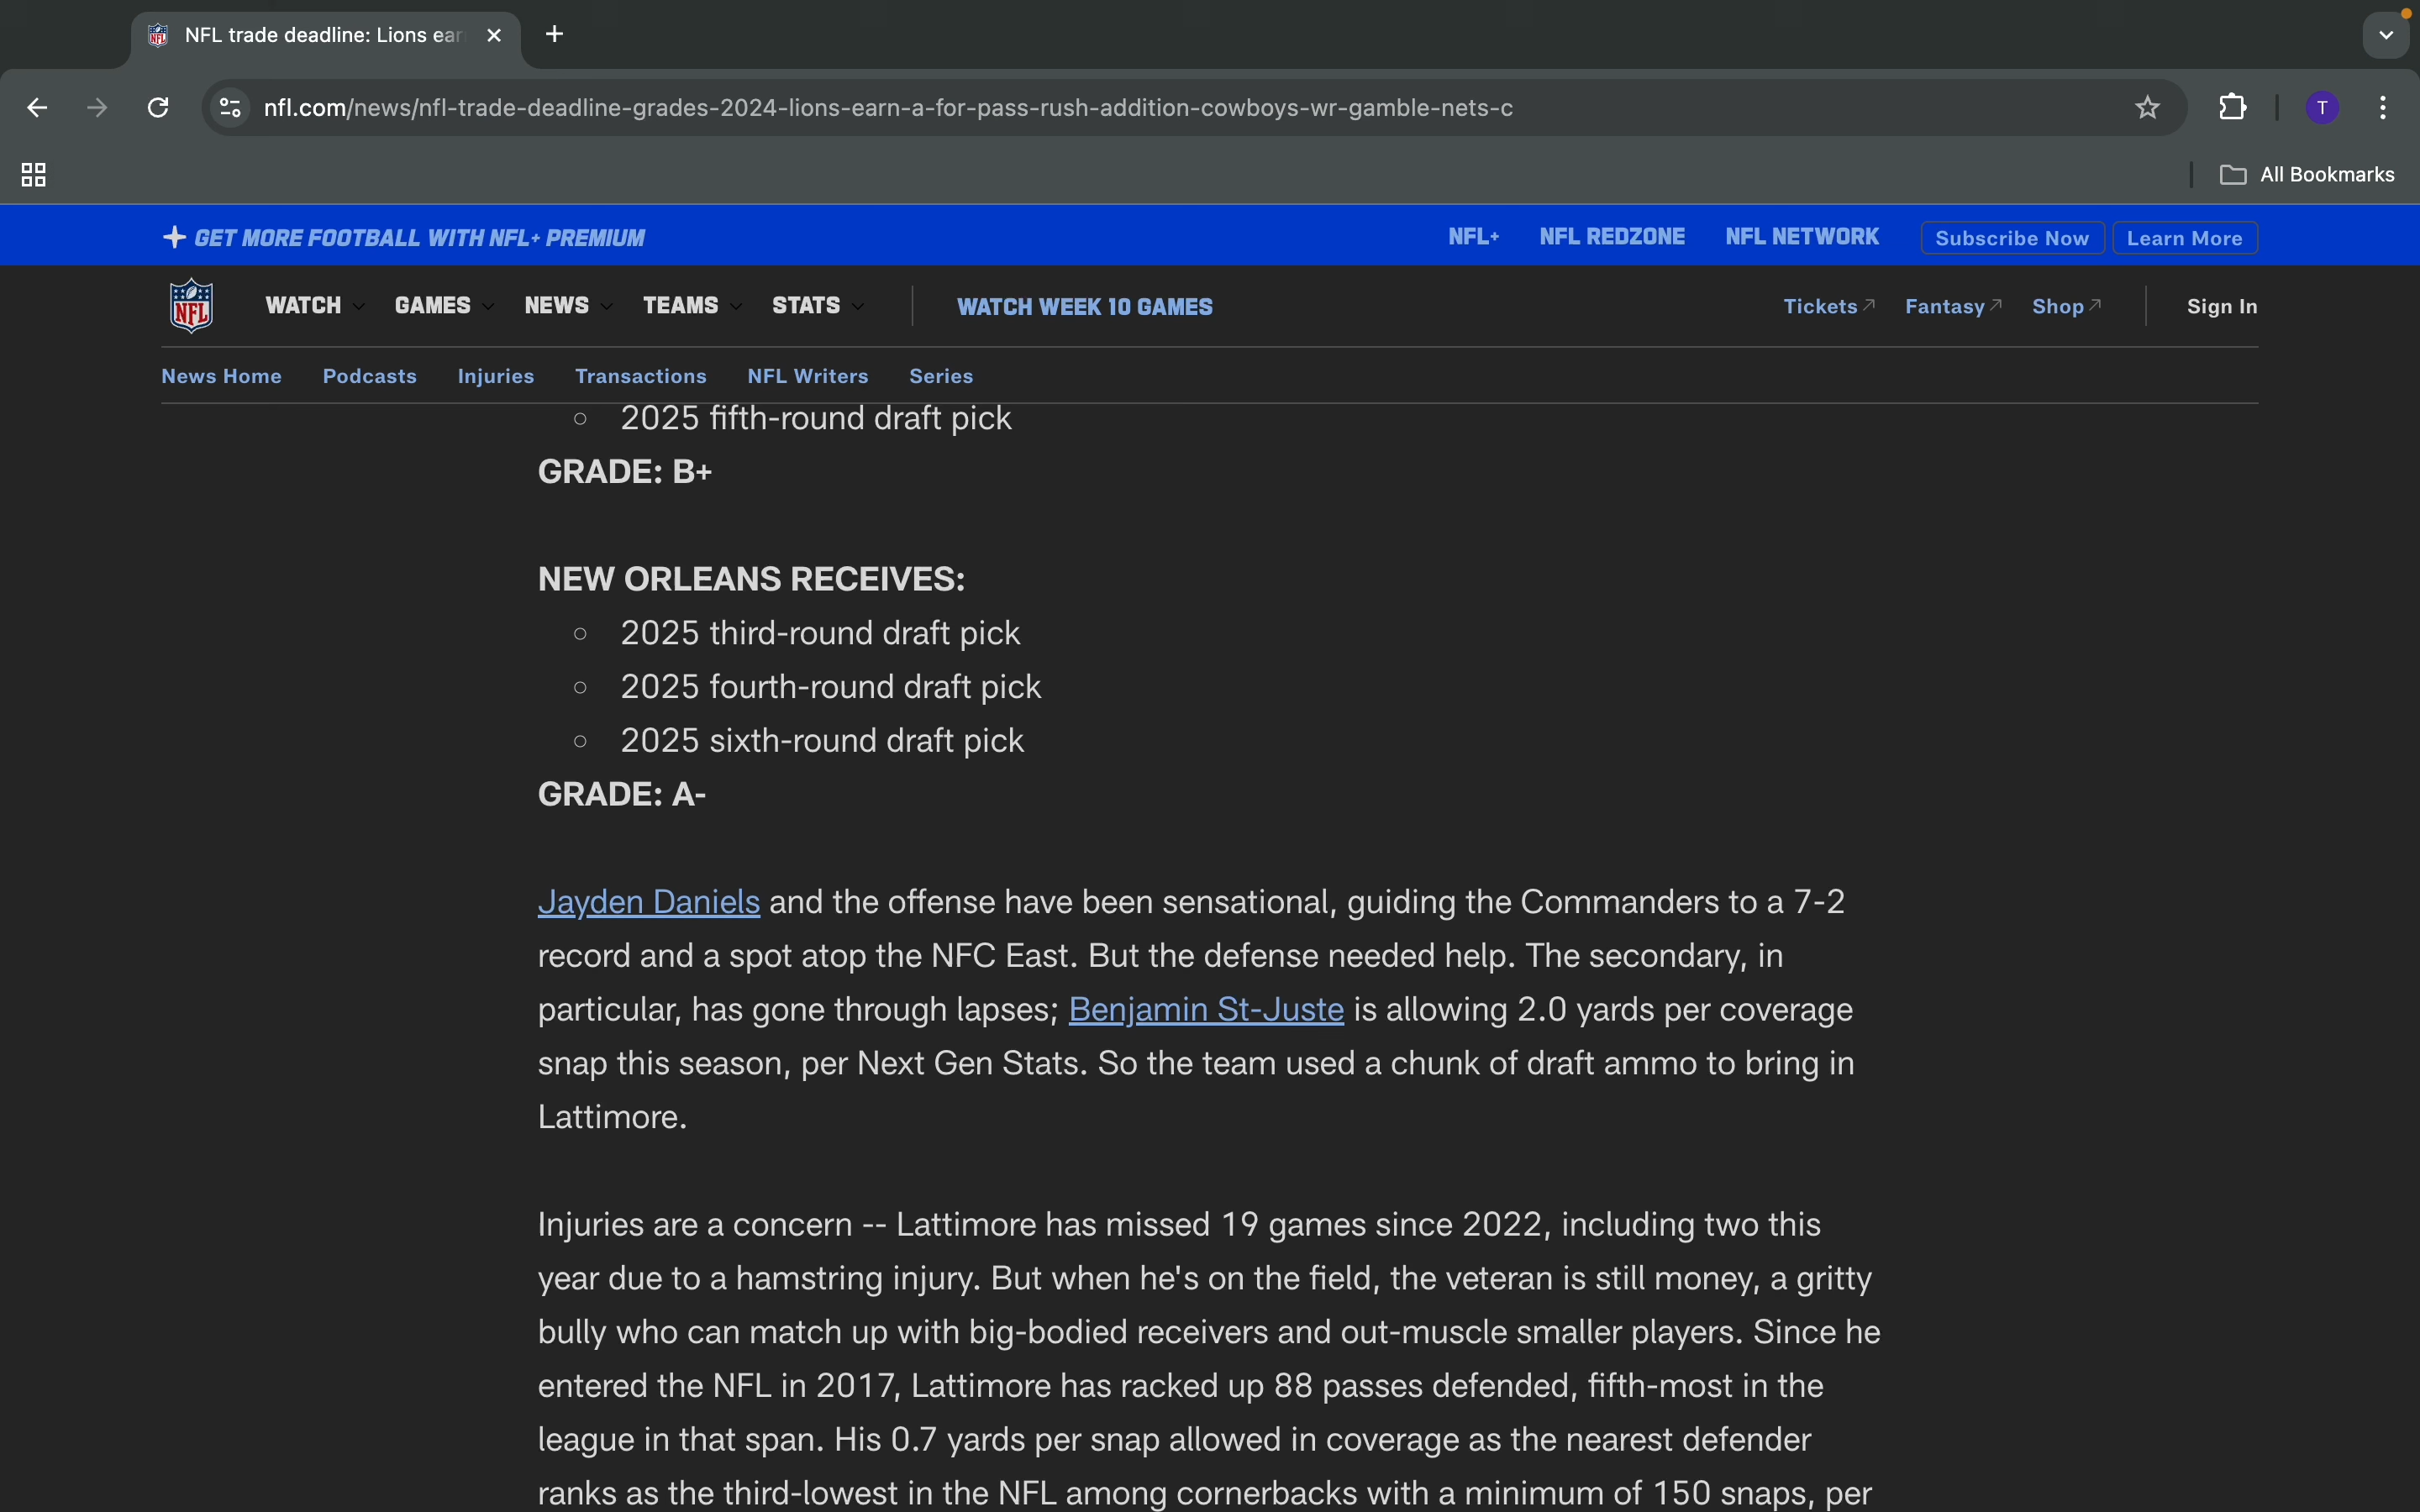 NFL trade deadline: Lions ear
nfl.com/news/nfl-trade-deadline-grades-2024-lions-earn-a-for-pass-rush-addition-cowboys-wr-gamble-nets-c
T
All Bookmarks
GET MORE FOOTBALL WITH NFL+ PREMIUM
NFL+ NFL REDZONE NFL NETWORK Subscribe Now Learn More
NFL WATCH GAMES NEWS TEAMS STATS WATCH WEEK 10 GAMES Tickets Fantasy Shop Sign In
News Home Podcasts Injuries Transactions NFL Writers Series
2025 fifth-round draft pick
GRADE: B+
NEW ORLEANS RECEIVES:
2025 third-round draft pick
2025 fourth-round draft pick
2025 sixth-round draft pick
GRADE: A-
Jayden Daniels and the offense have been sensational, guiding the Commanders to a 7-2
record and a spot atop the NFC East. But the defense needed help. The secondary, in
particular, has gone through lapses; Benjamin St-Juste is allowing 2.0 yards per coverage
snap this season, per Next Gen Stats. So the team used a chunk of draft ammo to bring in
Lattimore.
Injuries are a concern -- Lattimore has missed 19 games since 2022, including two this
year due to a hamstring injury. But when he's on the field, the veteran is still money, a gritty
bully who can match up with big-bodied receivers and out-muscle smaller players. Since he
entered the NFL in 2017, Lattimore has racked up 88 passes defended, fifth-most in the
league in that span. His 0.7 yards per snap allowed in coverage as the nearest defender
ranks as the third-lowest in the NFL among cornerbacks with a minimum of 150 snaps, per